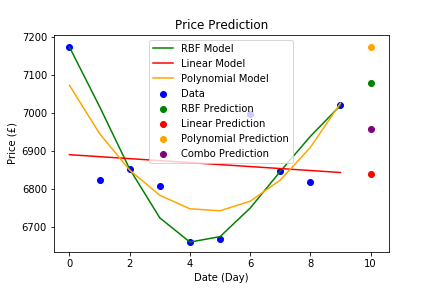 Price Prediction
Price (£)
7200
7100
7000
6900
6800
6700
RBF Model
Linear Model
Polynomial Model
Data
RBF Prediction
Linear Prediction
Polynomial Prediction
Combo Prediction
0 2 4 6 8 10
Date (Day)